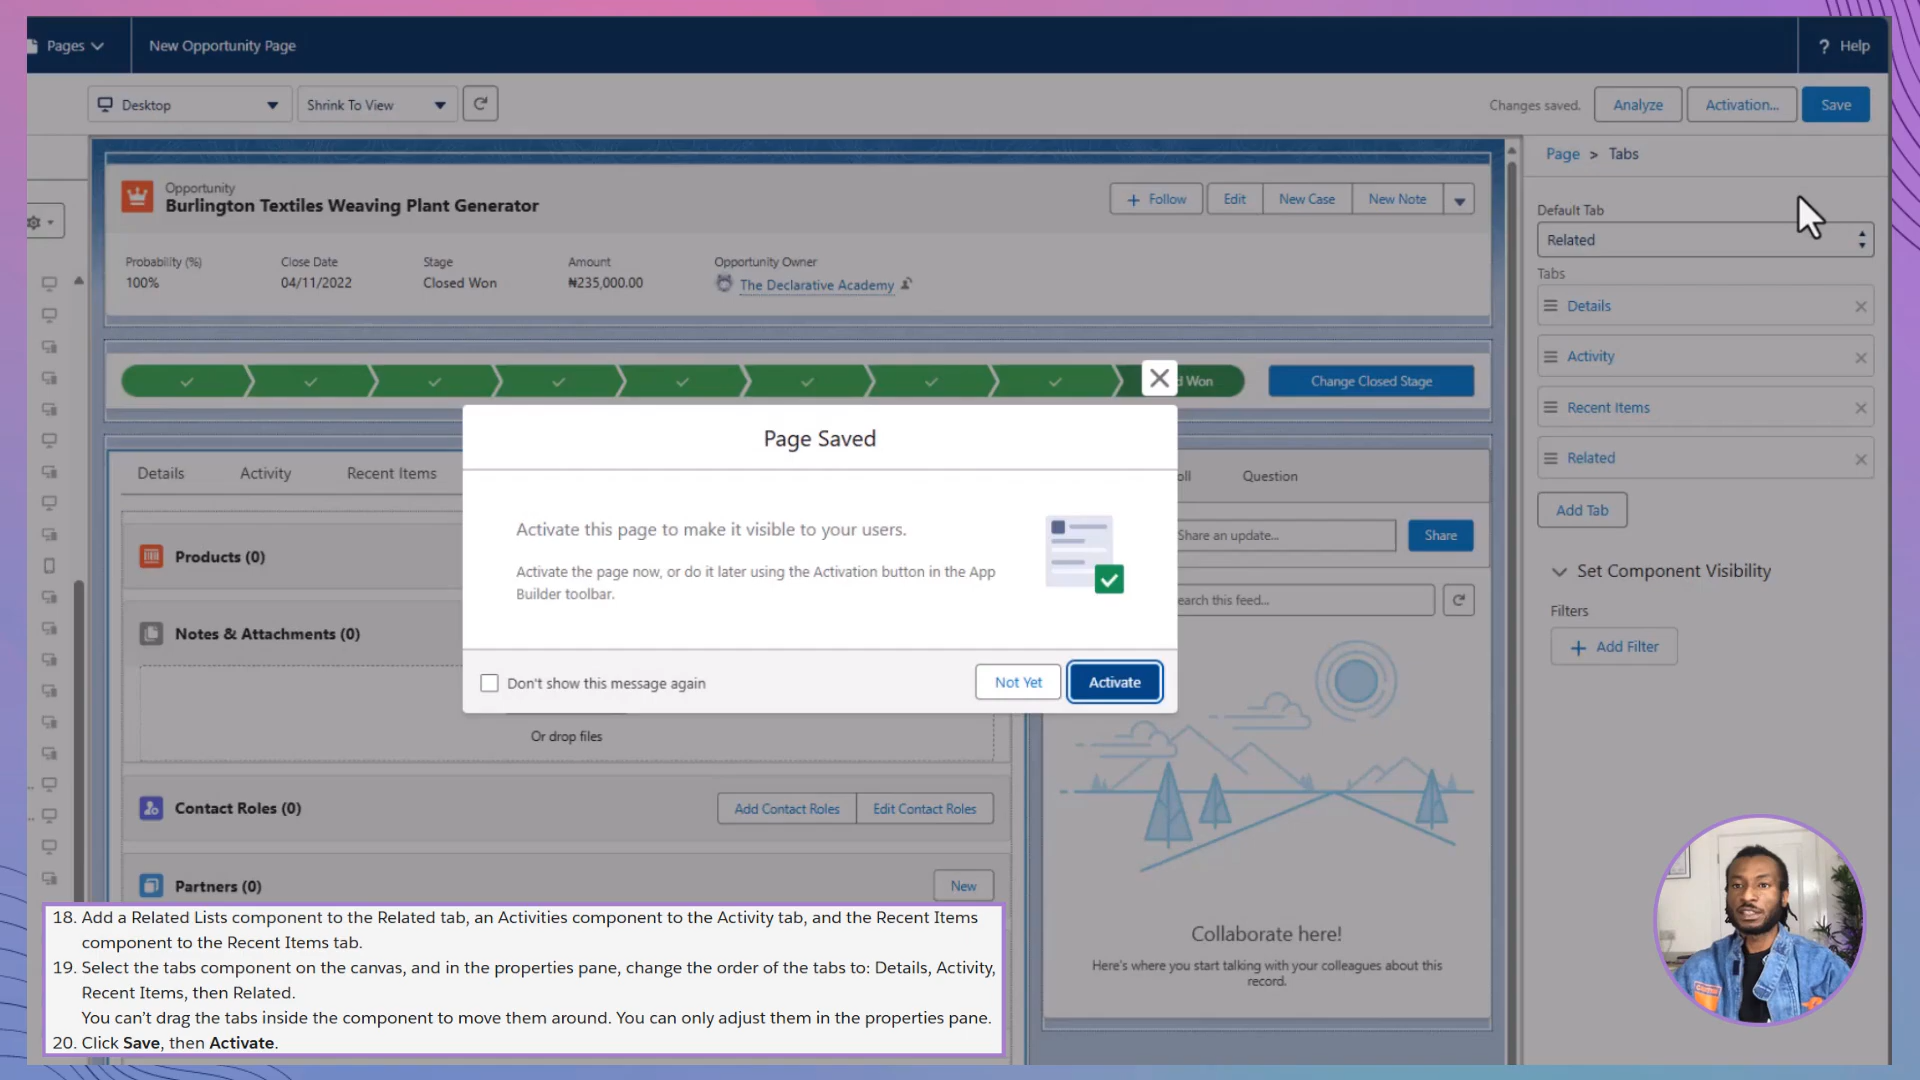 Pages
New Opportunity Page
? Help
Desktop
Shrink To View
Changes saved.
Analyze
Activation...
Save
Page > Tabs
Opportunity
Burlington Textiles Weaving Plant Generator
+ Follow
Edit
New Case
New Note
Default Tab
Related
Probability (%)
100%
Close Date
04/11/2022
Stage
Closed Won
Amount
₦235,000.00
Opportunity Owner
The Declarative Academy
Tabs
Details
Activity
Recent Items
Related
Add Tab
Set Component Visibility
Filters
+ Add Filter
Won
Change Closed Stage
Details
Activity
Recent Items
Question
Products (0)
Share an update...
Share
Notes & Attachments (0)
this feed...
Or drop files
Contact Roles (0)
Add Contact Roles
Edit Contact Roles
Partners (0)
New
Collaborate here!
Here's where you start talking with your colleagues about this
record.
Page Saved
Activate this page to make it visible to your users.
Activate the page now, or do it later using the Activation button in the App
Builder toolbar.
Don't show this message again
Not Yet
Activate
18. Add a Related Lists component to the Related tab, an Activities component to the Activity tab, and the Recent Items
component to the Recent Items tab.
19. Select the tabs component on the canvas, and in the properties pane, change the order of the tabs to: Details, Activity,
Recent Items, then Related.
You can't drag the tabs inside the component to move them around. You can only adjust them in the properties pane.
20. Click Save, then Activate.